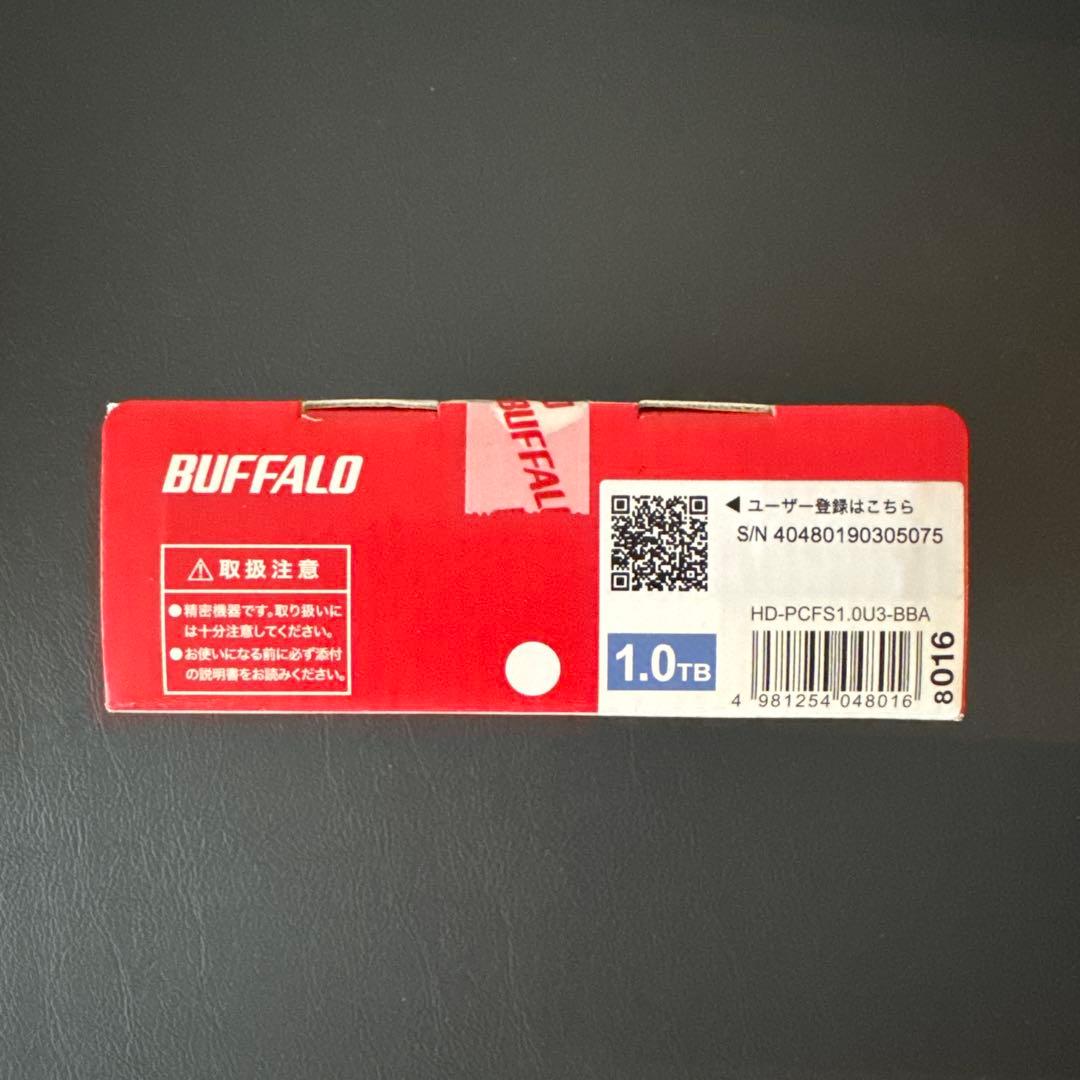 BUFFALO
BUFFALO
⚠取扱注意
●精密機器です。取り扱いに
は十分注意してください。
●お使いになる前に必ず添付
の説明書をお読みください。
◀ ユーザー登録はこちら
S/N 40480190305075
HD-PCFS1.0U3-BBA
1.0TB
4 981254 048016
8016